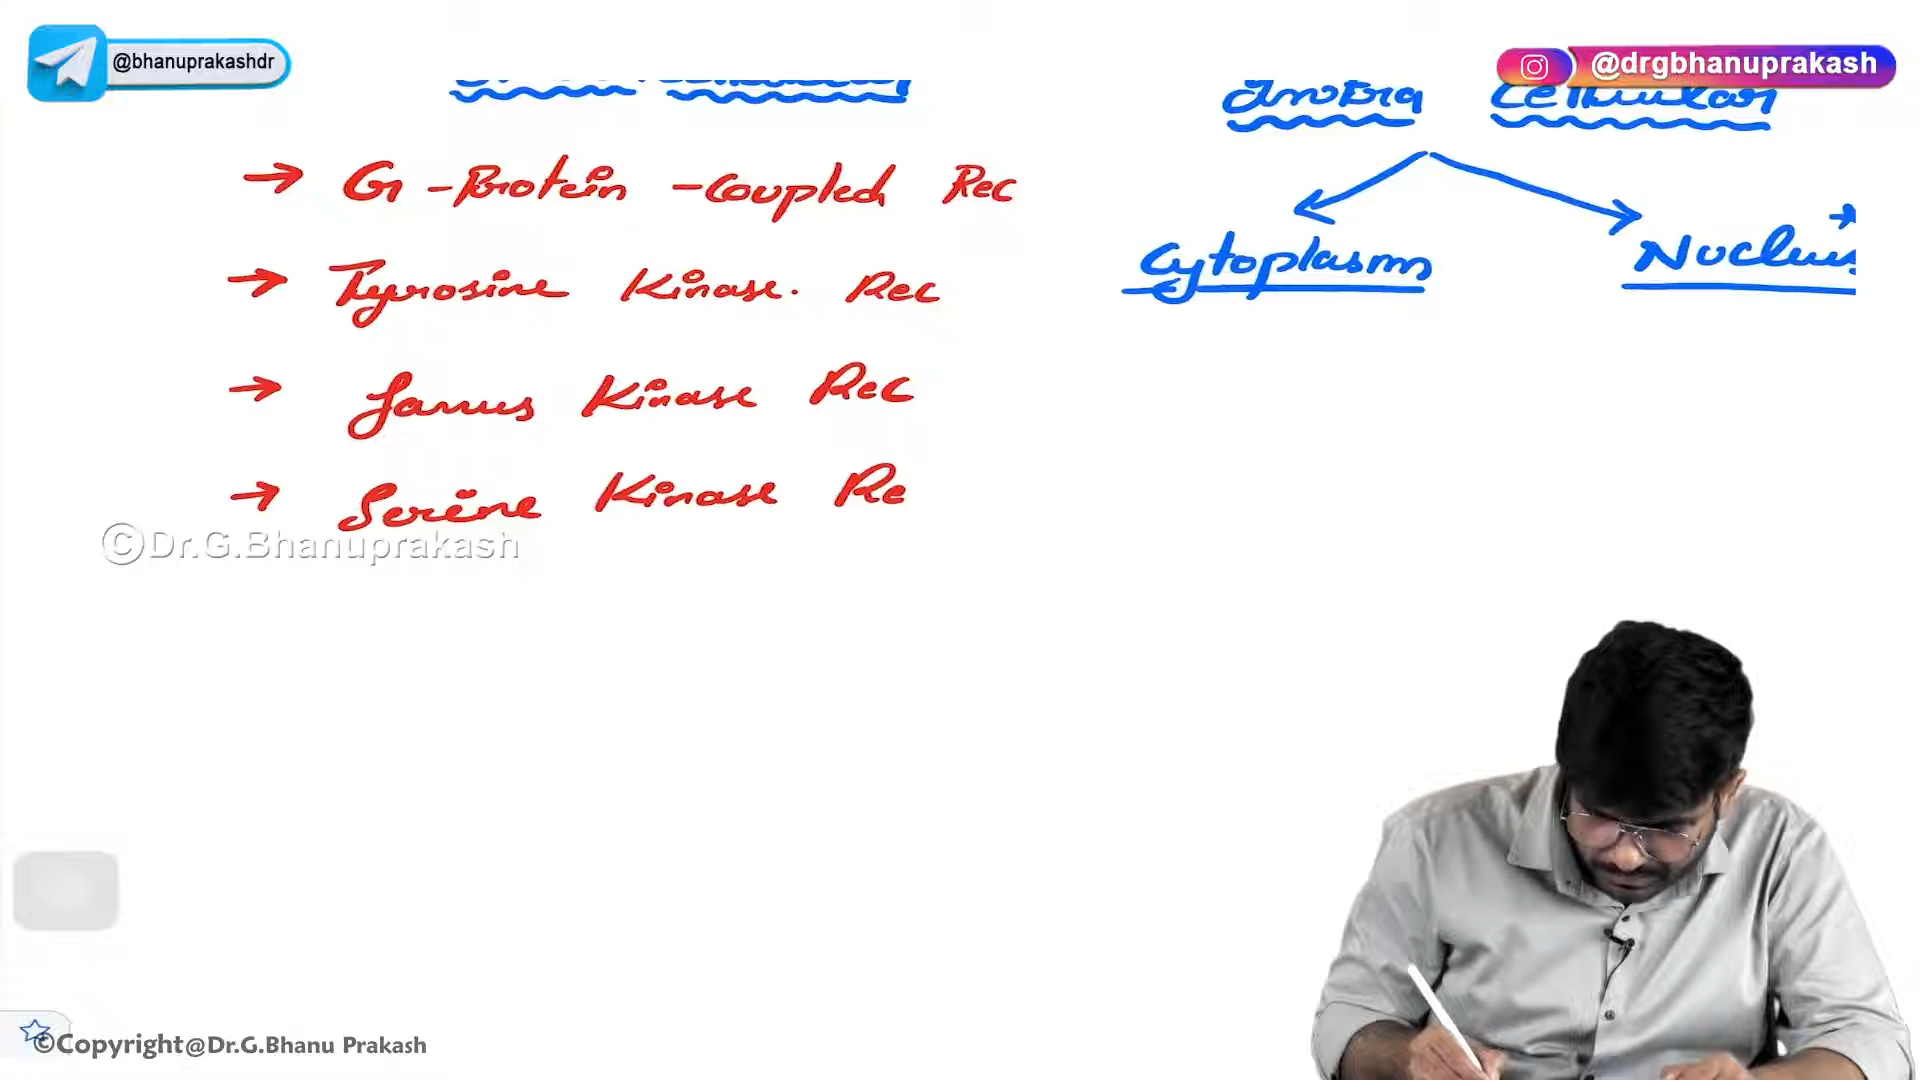 @bhanuprakashdr
@drgbhanuprakash
Intra Cellular
→ G-Protein-Coupled Rec
→ Tyrosine Kinase. Rec
→ Janus Kinase Rec
→ Serine Kinase Re
Cytoplasm
Nucleus
©Dr.G.Bhanuprakash
©Copyright@Dr.G.Bhanu Prakash